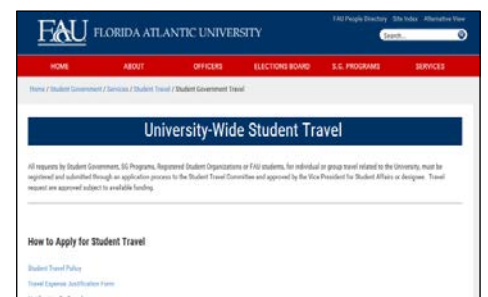 FAU People Directory Site Index Alternative View
FAU FLORIDA ATLANTIC UNIVERSITY
Search...
HOME ABOUT OFFICERS ELECTIONS BOARD S.G. PROGRAMS SERVICES
Home / Student Government / Services / Student Travel / Student Government Travel
University-Wide Student Travel
All requests by Student Government, SG Programs, Registered Student Organizations or FAU students, for individual or group travel related to the University, must be
registered and submitted through an application process to the Student Travel Committee and approved by the Vice President for Student Affairs or designee. Travel
request are approved subject to available funding.
How to Apply for Student Travel
Student Travel Policy
Travel Expense Justification Form